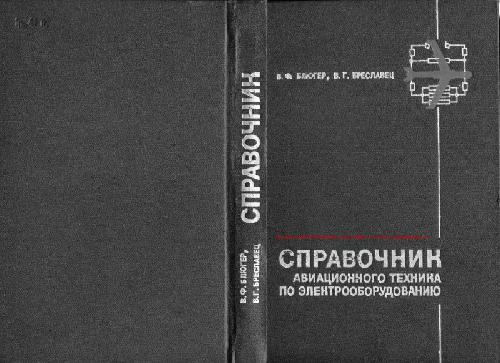 СПРАВОЧНИК
В. Ф. БЛЮГЕР,
В. Г. БРЕСЛАВЕЦ
В. Ф. БЛЮГЕР, В. Г. БРЕСЛАВЕЦ
СПРАВОЧНИК
АВИАЦИОННОГО ТЕХНИКА
ПО ЭЛЕКТРООБОРУДОВАНИЮ